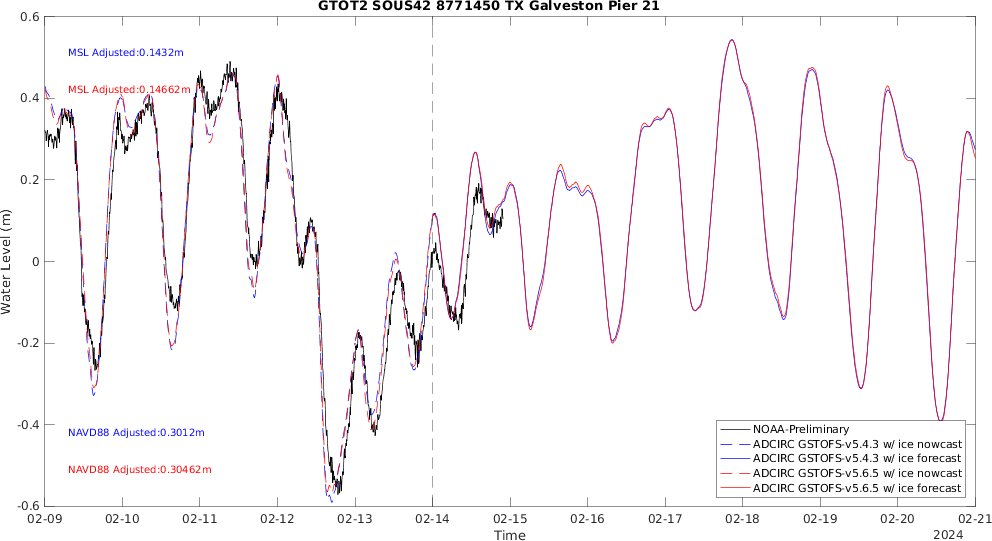 GTOT2 SOUS42 8771450 TX Galveston Pier 21
0.6
MSL Adjusted:0.1432m
MSL Adjusted:0.14662m
0.4
0.2
Water Level (m)
0
-0.2
-0.4
NAVD88 Adjusted:0.3012m
NAVD88 Adjusted:0.30462m
-0.6
NOAA-Preliminary
ADCIRC GSTOFS-v5.4.3 w/ ice nowcast
ADCIRC GSTOFS-v5.4.3 w/ ice forecast
ADCIRC GSTOFS-v5.6.5 w/ ice nowcast
ADCIRC GSTOFS-v5.6.5 w/ ice forecast
02-09 02-10 02-11 02-12 02-13 02-14 02-15 02-16 02-17 02-18 02-19 02-20 02-21
Time
2024